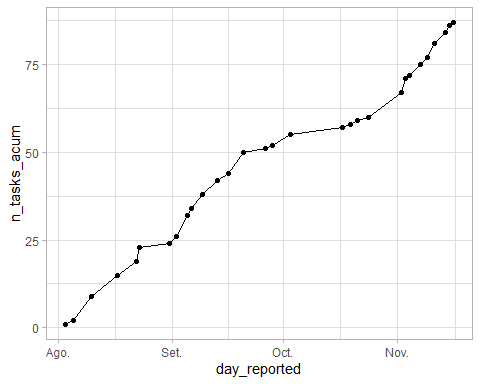 n_tasks_acum
75
50
25
0
Ago.
Set.
Oct.
Nov.
day_reported